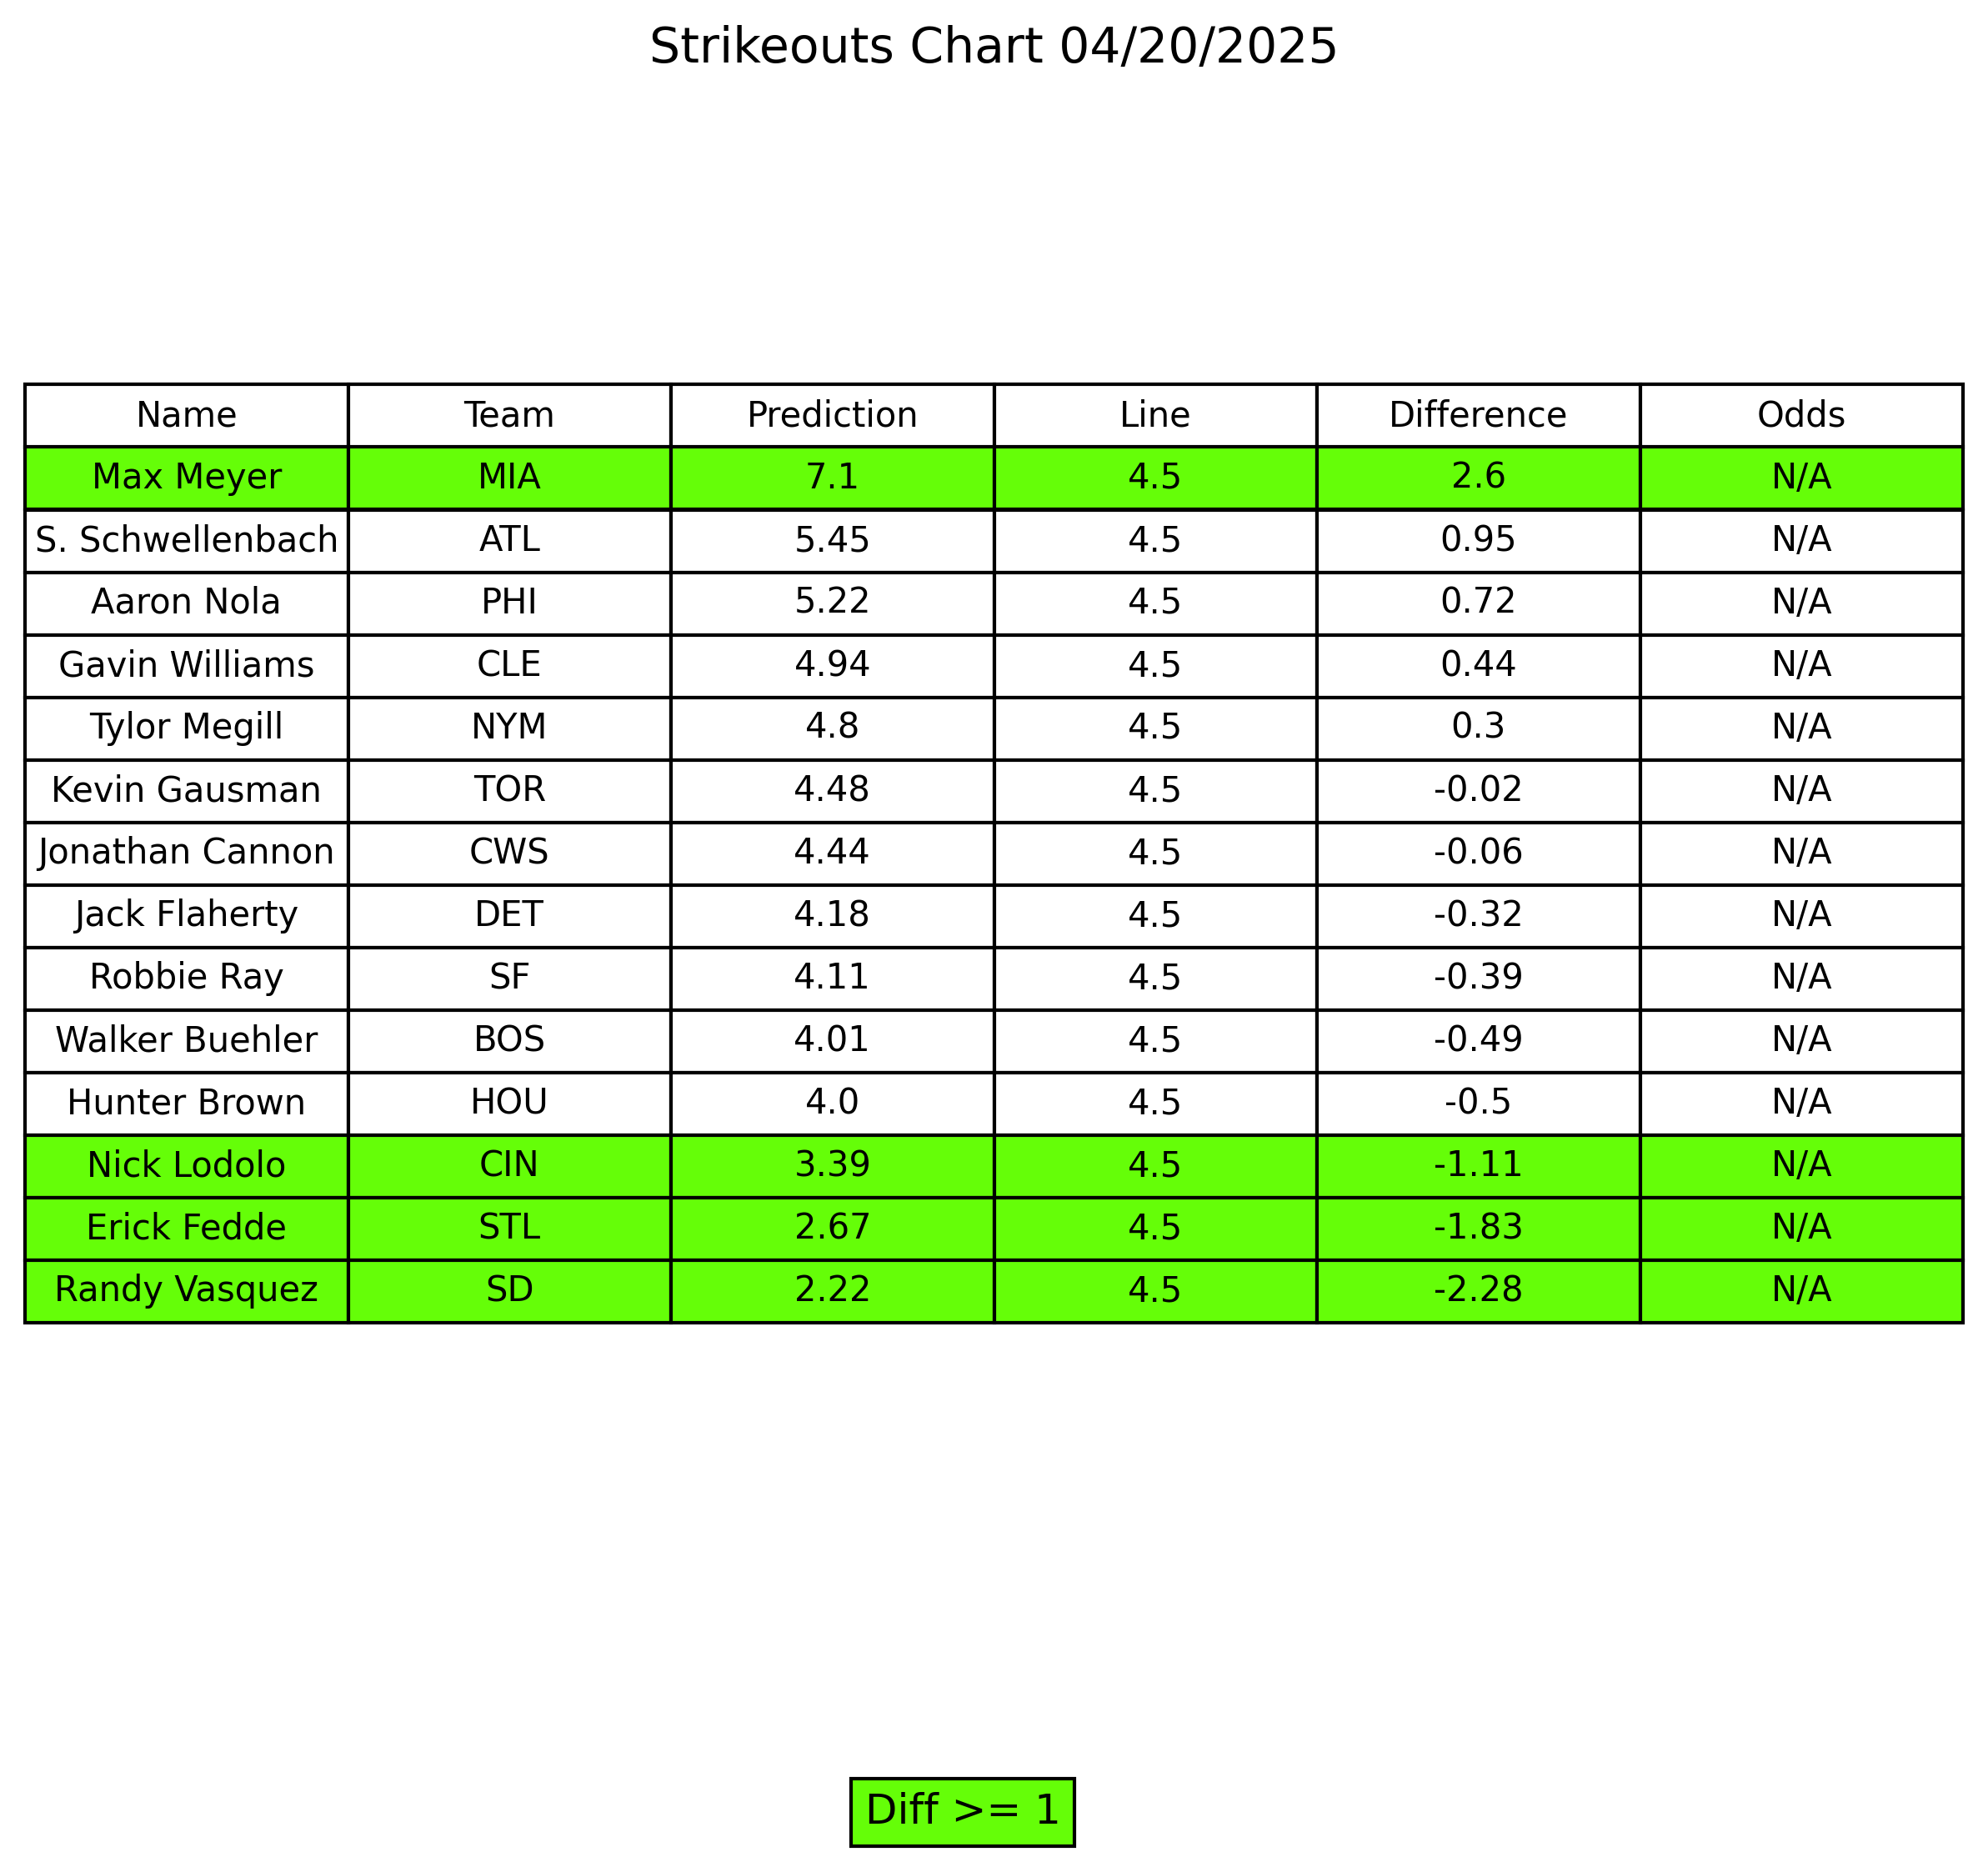 Strikeouts Chart 04/20/2025
Name Team Prediction Line Difference Odds
Max Meyer MIA 7.1 4.5 2.6 N/A
S. Schwellenbach ATL 5.45 4.5 0.95 N/A
Aaron Nola PHI 5.22 4.5 0.72 N/A
Gavin Williams CLE 4.94 4.5 0.44 N/A
Tylor Megill NYM 4.8 4.5 0.3 N/A
Kevin Gausman TOR 4.48 4.5 -0.02 N/A
Jonathan Cannon CWS 4.44 4.5 -0.06 N/A
Jack Flaherty DET 4.18 4.5 -0.32 N/A
Robbie Ray SF 4.11 4.5 -0.39 N/A
Walker Buehler BOS 4.01 4.5 -0.49 N/A
Hunter Brown HOU 4.0 4.5 -0.5 N/A
Nick Lodolo CIN 3.39 4.5 -1.11 N/A
Erick Fedde STL 2.67 4.5 -1.83 N/A
Randy Vasquez SD 2.22 4.5 -2.28 N/A
Diff >= 1